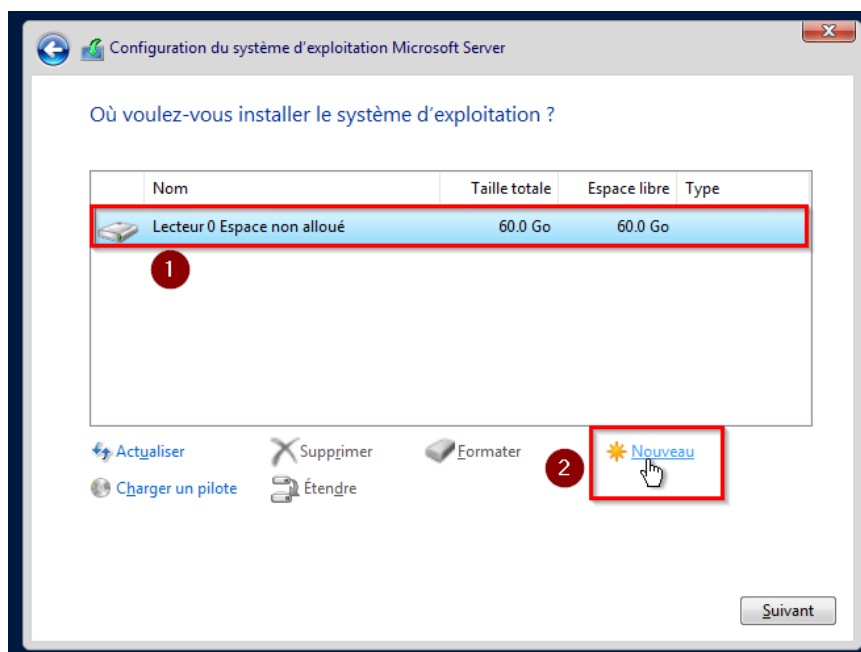 Configuration du système d'exploitation Microsoft Server
Où voulez-vous installer le système d'exploitation ?
Nom Taille totale Espace libre Type
Lecteur 0 Espace non alloué 60.0 Go 60.0 Go
1
Actualiser Supprimer Formater 2 Nouveau
Charger un pilote Étendre
Suivant